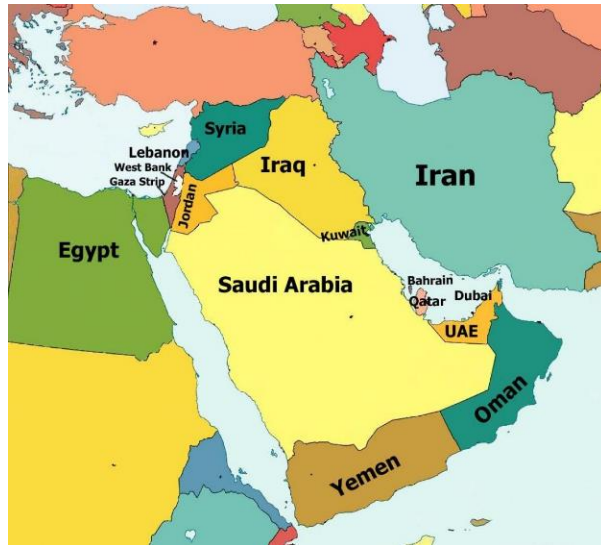 Syria
Lebanon
West Bank
Gaza Strip
Jordan
Iraq
Iran
Kuwait
Egypt
Saudi Arabia
Bahrain
Qatar
Dubai
UAE
Oman
Yemen